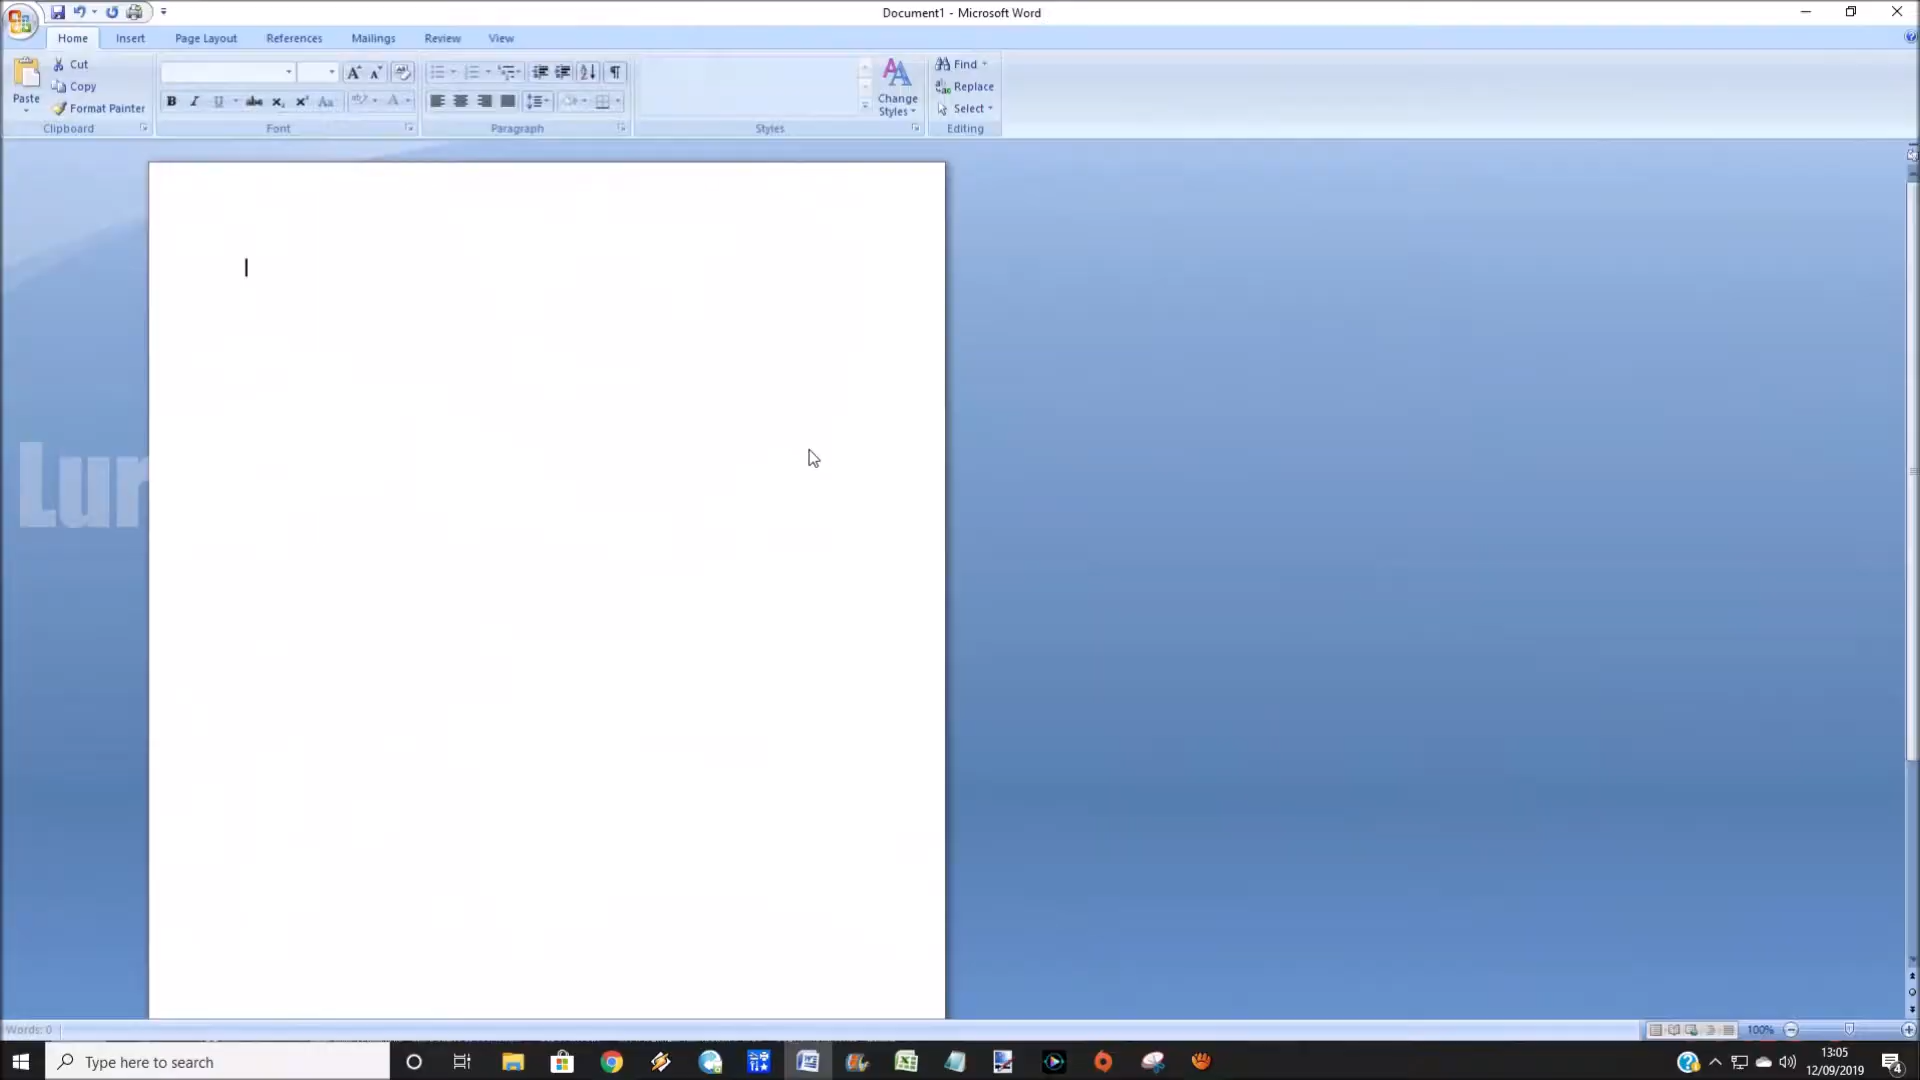 Document1 - Microsoft Word
Home Insert Page Layout References Mailings Review View
Paste
Cut
Copy
Format Painter
Clipboard
Font
Paragraph
Styles
Change
Styles
Find
Replace
Select
Editing
Lur
Words: 0
100%
Type here to search
13:05
12/09/2019
4